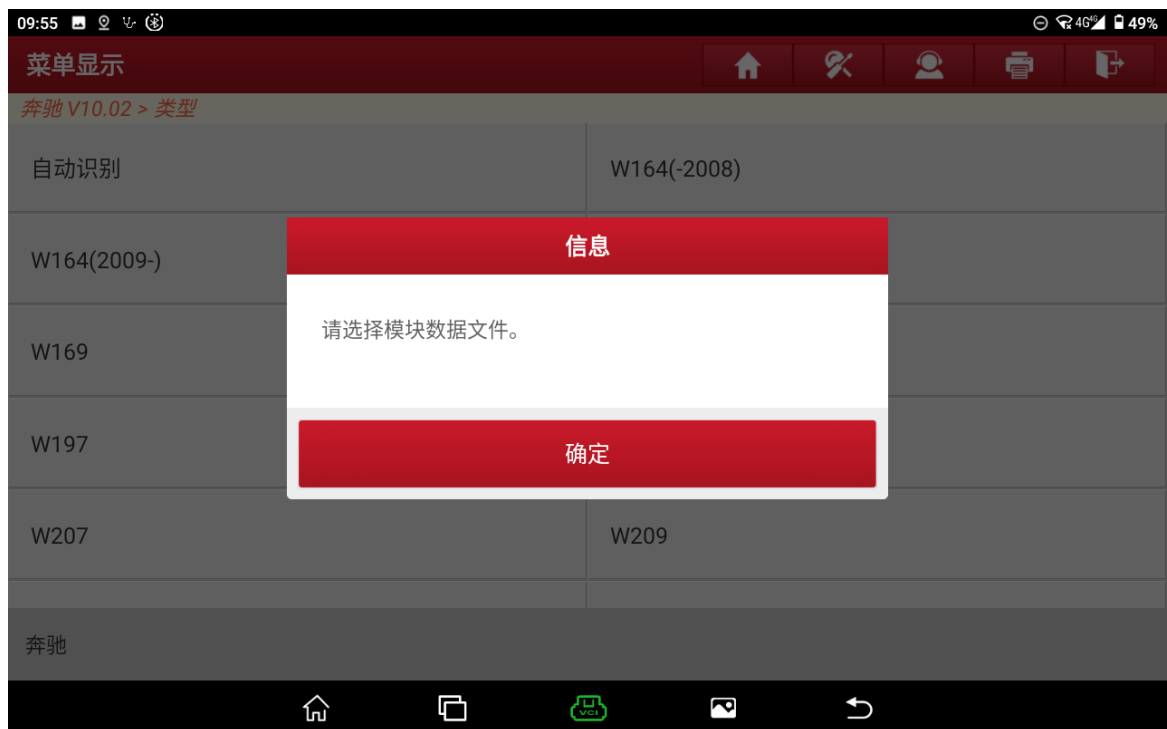 09:55 4G 4G 49%
菜单显示
奔驰 V10.02 > 类型
自动识别 W164(-2008)
W164(2009-)
信息
请选择模块数据文件。
W169
W197
确定
W207 W209
奔驰
VCI